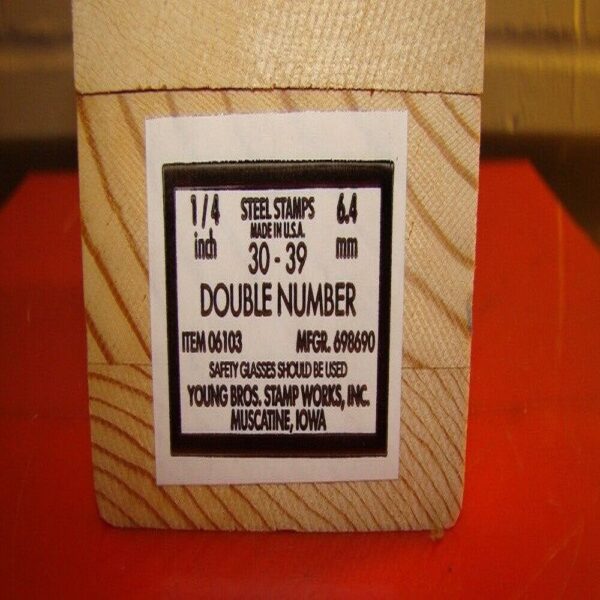 1/4 STEEL STAMPS 6.4
inch MADE IN U.S.A. mm
30 - 39
DOUBLE NUMBER
ITEM 06103 MFGR. 698690
SAFETY GLASSES SHOULD BE USED
YOUNG BROS. STAMP WORKS, INC.
MUSCATINE, IOWA